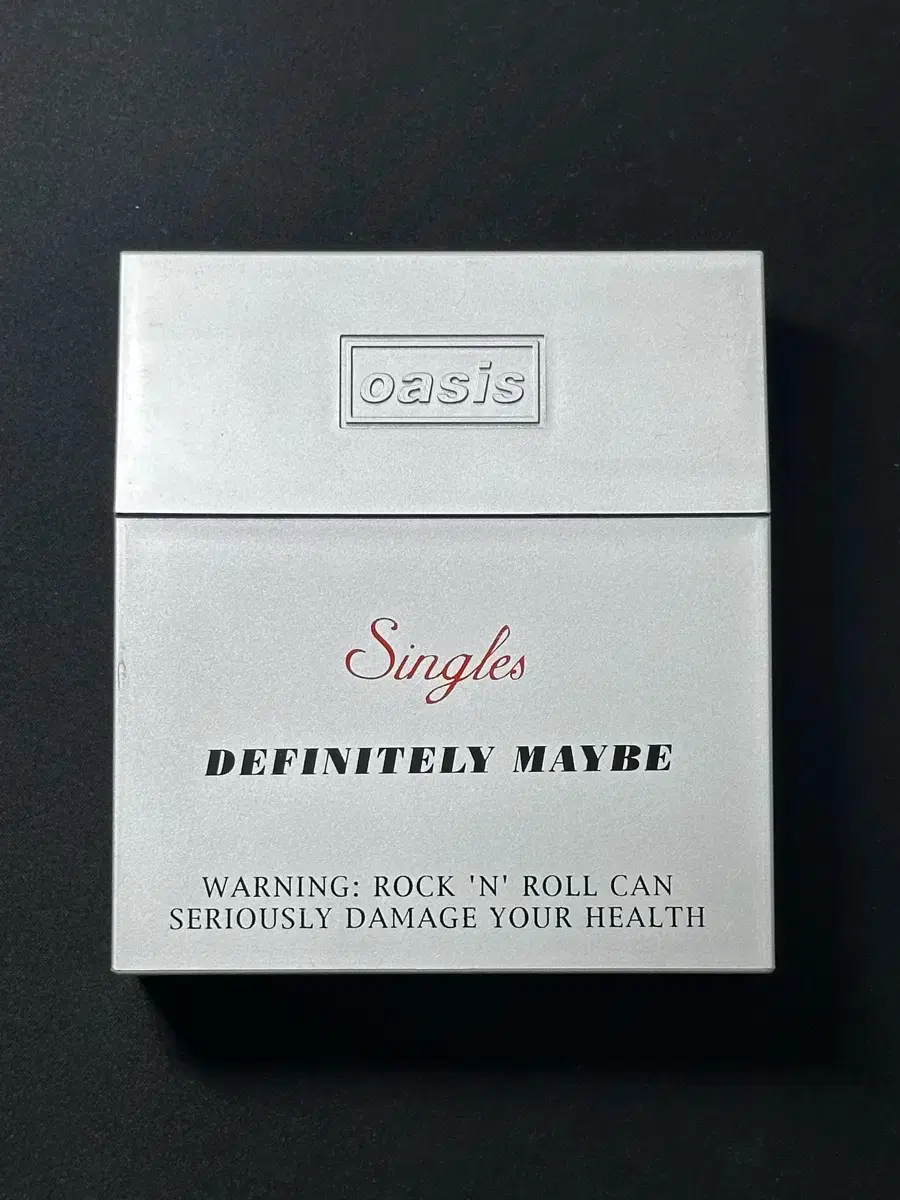 oasis
Singles
DEFINITELY MAYBE
WARNING: ROCK 'N' ROLL CAN
SERIOUSLY DAMAGE YOUR HEALTH